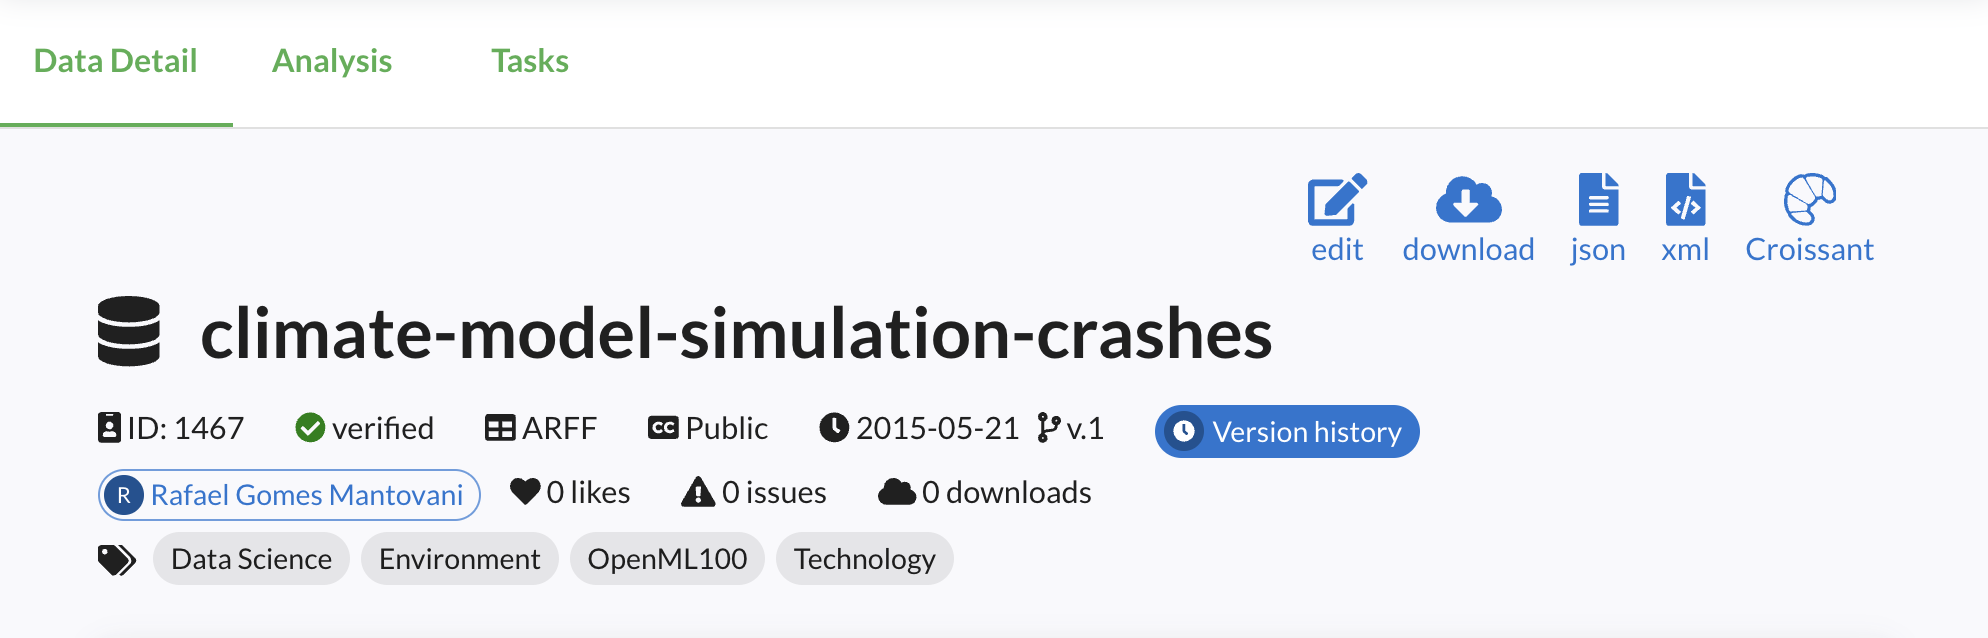 Data Detail Analysis Tasks
edit download json xml Croissant
climate-model-simulation-crashes
ID: 1467 verified ARFF CC Public 2015-05-21 v.1 Version history
R Rafael Gomes Mantovani 0 likes 0 issues 0 downloads
Data Science Environment OpenML100 Technology